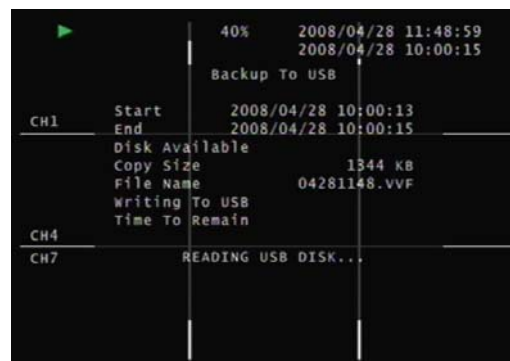 40% 2008/04/28 11:48:59
2008/04/28 10:00:15
Backup To USB
Start 2008/04/28 10:00:13
CH1
End 2008/04/28 10:00:15
Disk Available
Copy Size 1344 KB
File Name 04281148.VVF
Writing To USB
Time To Remain
CH4
CH7 READING USB DISK...